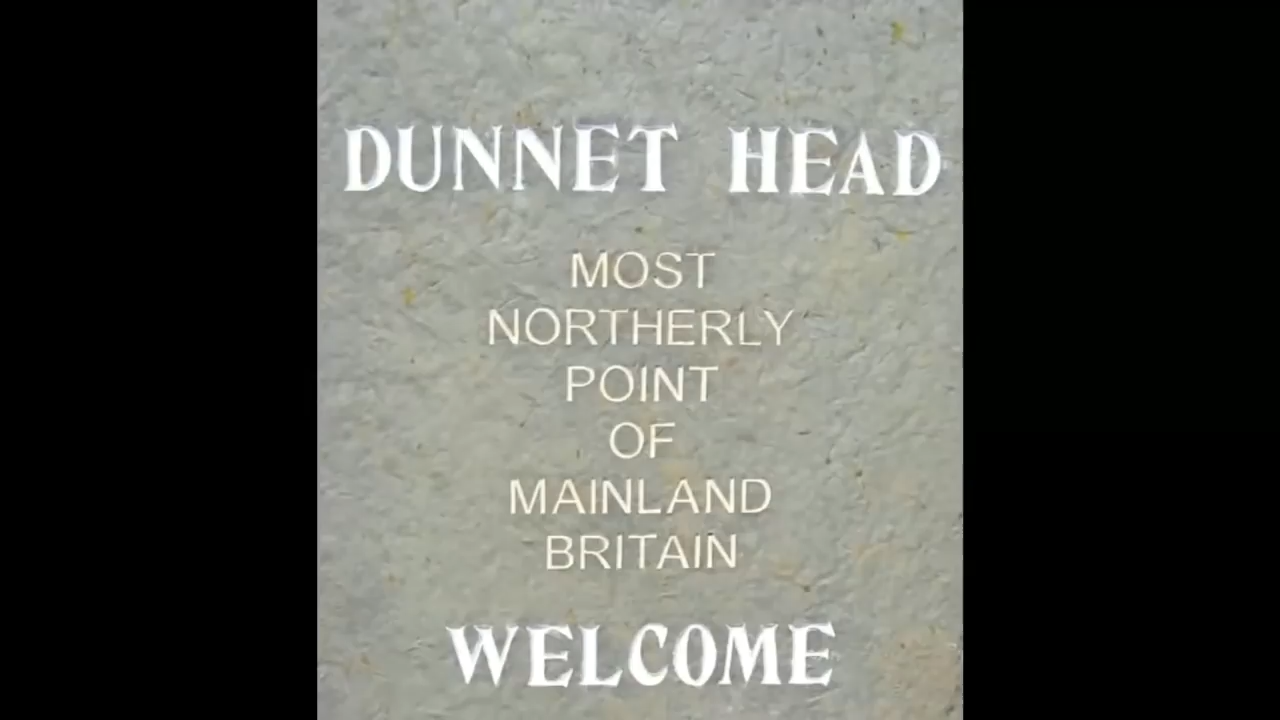 DUNNET HEAD
MOST
NORTHERLY
POINT
OF
MAINLAND
BRITAIN
WELCOME